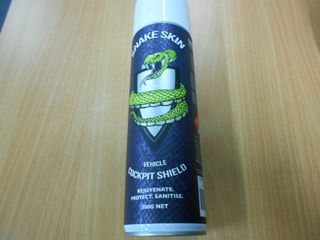 SNAKE SKIN
VEHICLE
COCKPIT SHIELD
REJUVENATE.
PROTECT. SANITISE.
300G NET